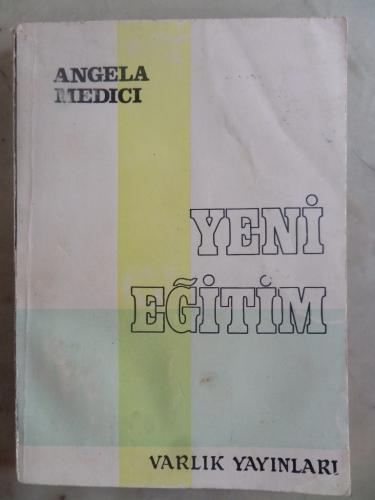 ANGELA
MEDICI
YENİ
EĞİTİM
VARLIK YAYINLARI